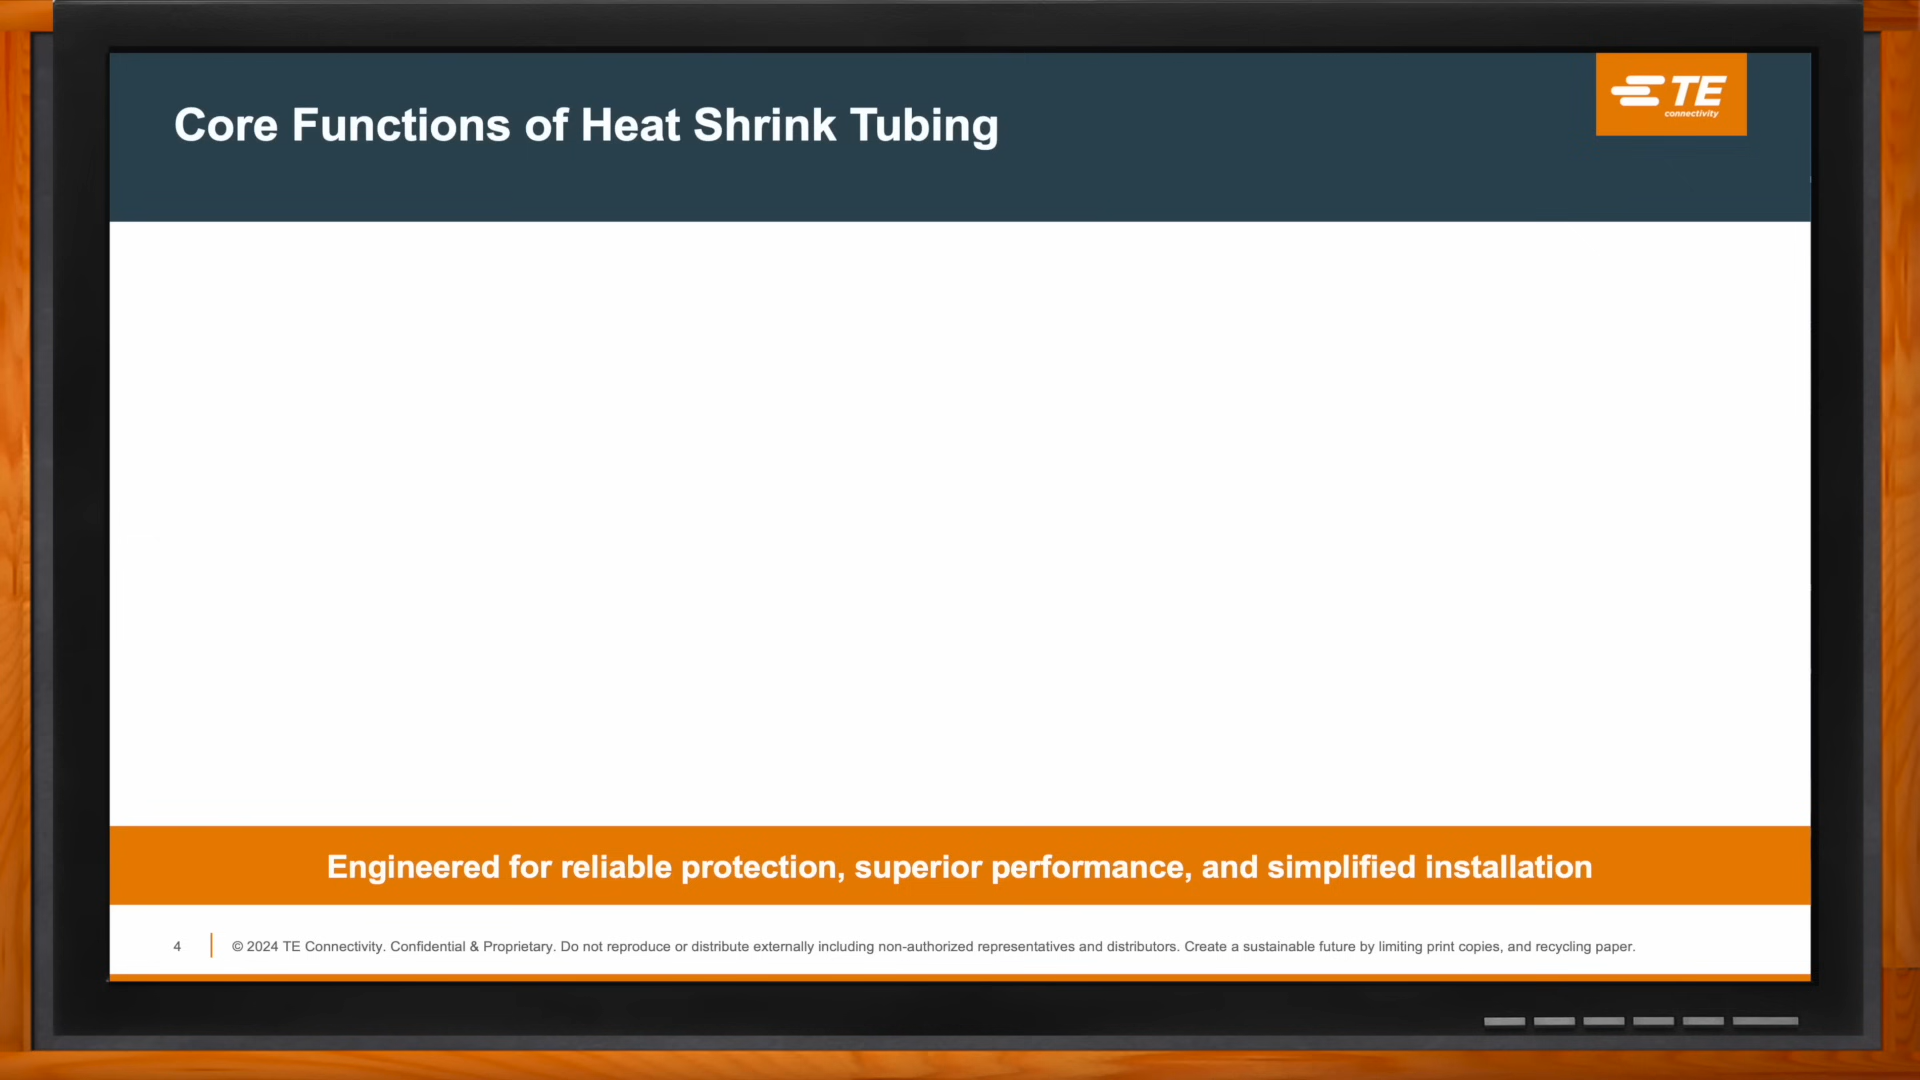 Core Functions of Heat Shrink Tubing
TE
connectivity
Engineered for reliable protection, superior performance, and simplified installation
4
© 2024 TE Connectivity. Confidential & Proprietary. Do not reproduce or distribute externally including non-authorized representatives and distributors. Create a sustainable future by limiting print copies, and recycling paper.